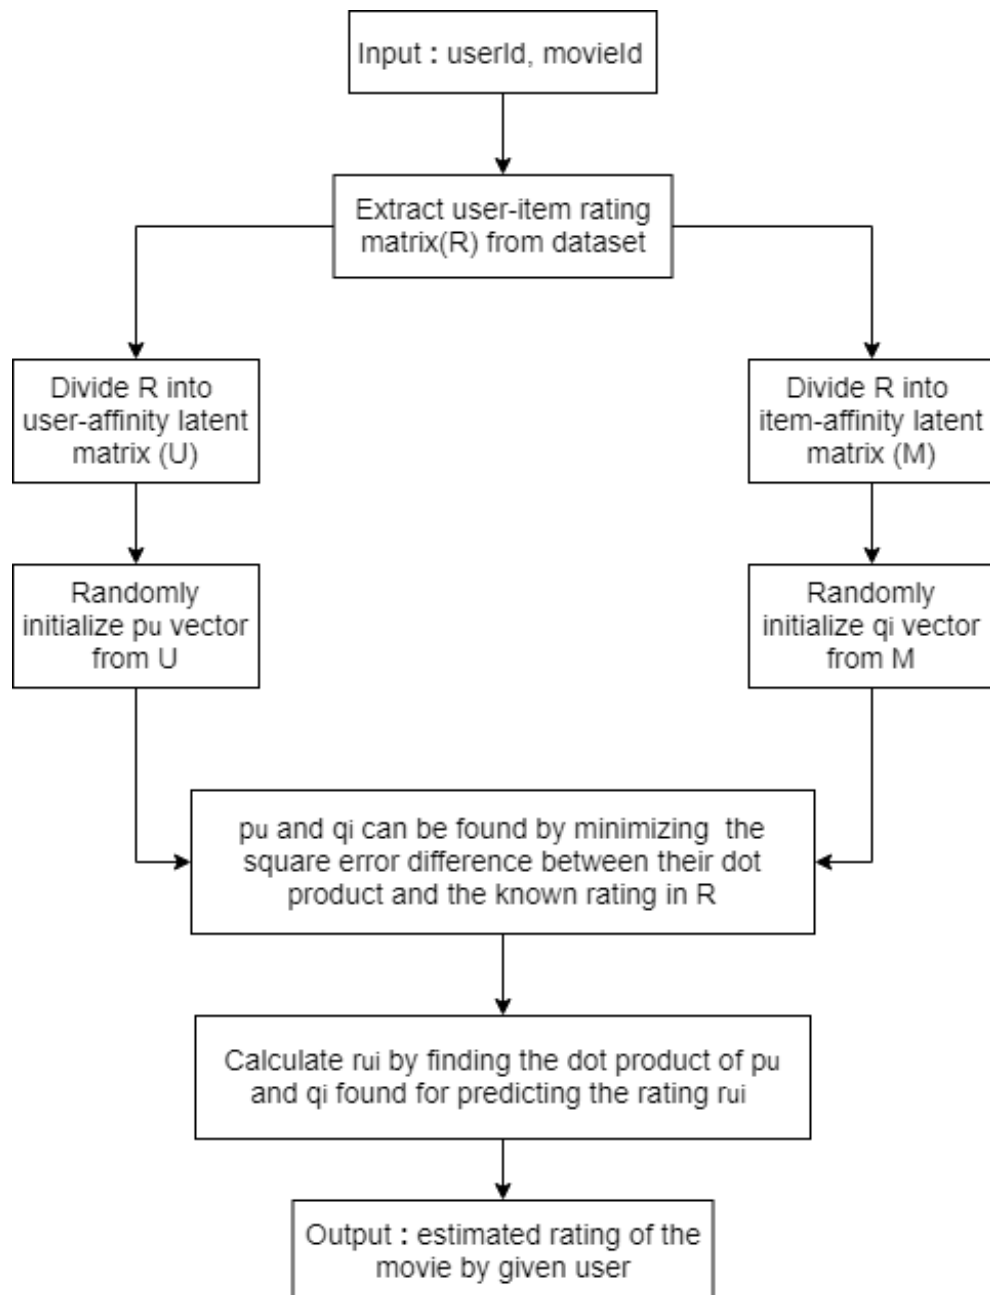 Input : userId, movieId
Extract user-item rating
matrix(R) from dataset
Divide R into
user-affinity latent
matrix (U)
Divide R into
item-affinity latent
matrix (M)
Randomly
initialize pu vector
from U
Randomly
initialize qi vector
from M
pu and qi can be found by minimizing the
square error difference between their dot
product and the known rating in R
Calculate rui by finding the dot product of pu
and qi found for predicting the rating rui
Output : estimated rating of the
movie by given user